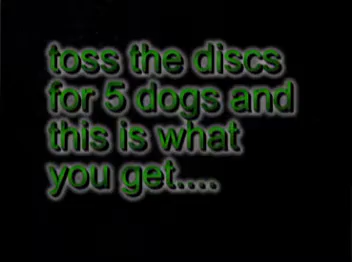 toss the discs
for 5 dogs and
this is what
you get....